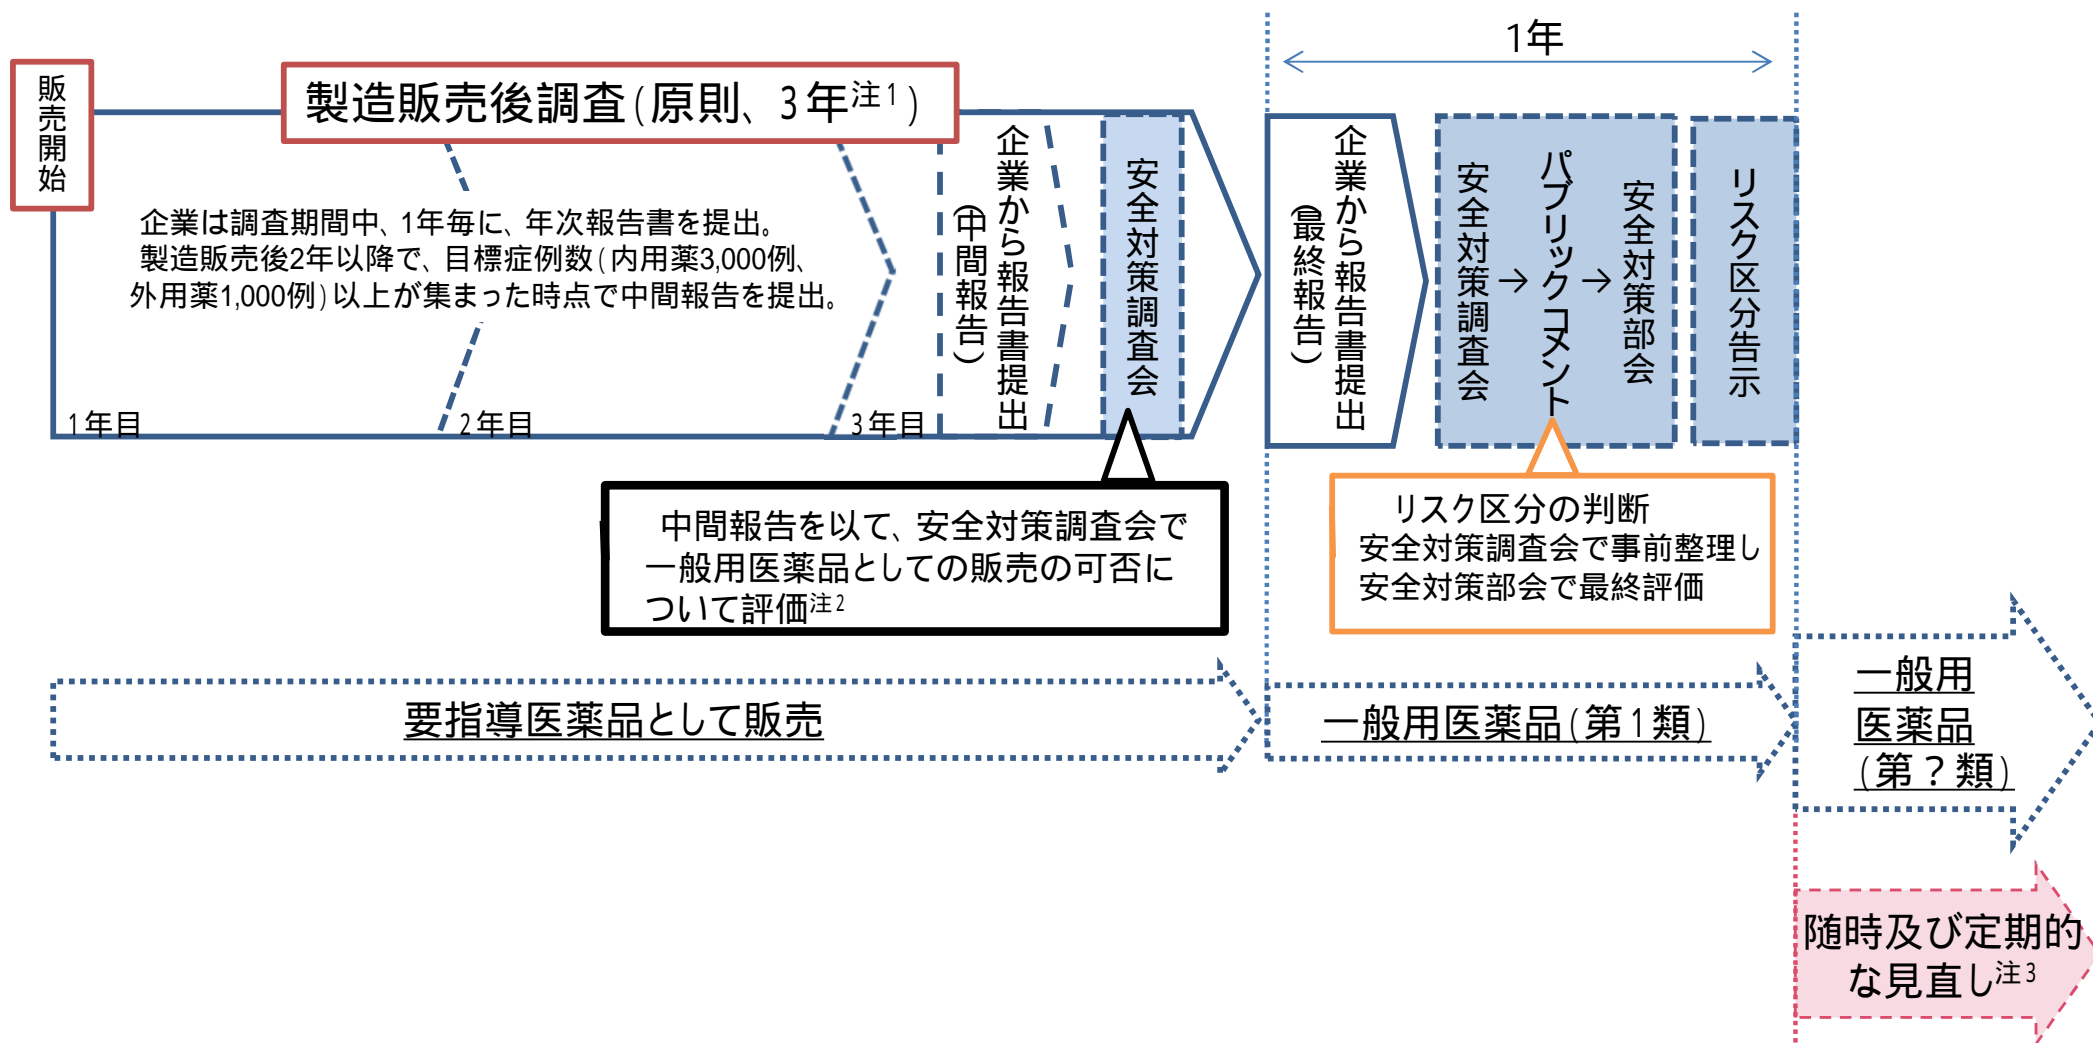 1年
販売開始
製造販売後調査(原則、3年注1)
企業は調査期間中、1年毎に、年次報告書を提出。
製造販売後2年以降で、目標症例数(内用薬3,000例、
外用薬1,000例)以上が集まった時点で中間報告を提出。
1年目
2年目
3年目
企業から報告書提出
(中間報告)
安全対策調査会
企業から報告書提出
(最終報告)
安全対策調査会
→
パブリックコメント
→
安全対策部会
リスク区分告示
中間報告を以て、安全対策調査会で
一般用医薬品としての販売の可否に
ついて評価注2
リスク区分の判断
安全対策調査会で事前整理し
安全対策部会で最終評価
要指導医薬品として販売
一般用医薬品(第1類)
一般用
医薬品
(第?類)
随時及び定期的
な見直し注3